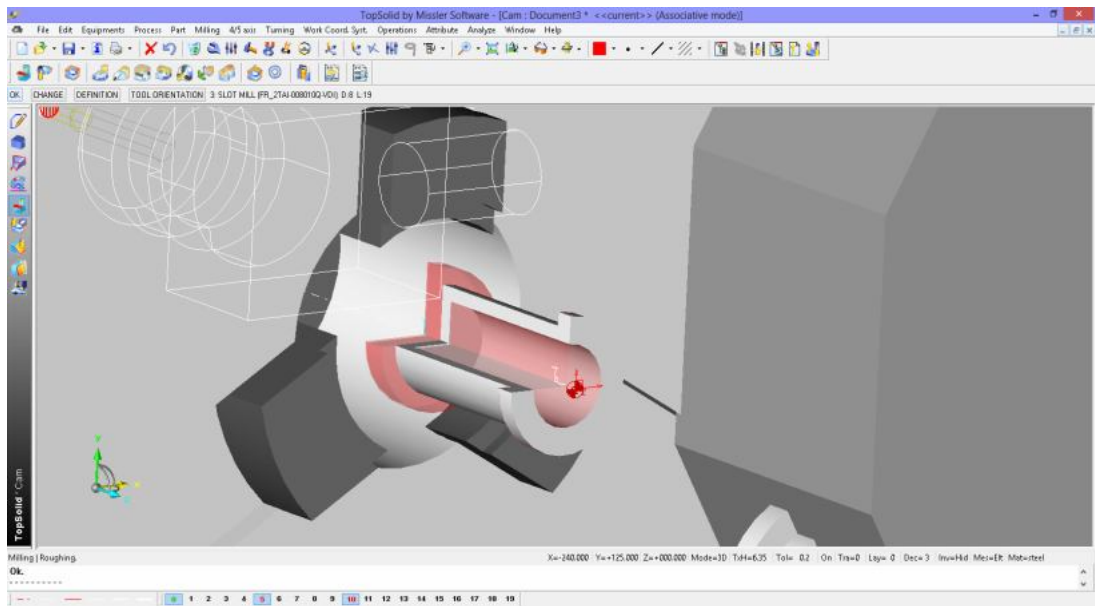 TopSolid by Missler Software - [Cam : Document3 * <<current>> (Associative mode)]
File Edit Equipments Process Part Milling 4/5 axis Turning Work Coord. Syst. Operations Attribute Analyze Window Help
OK CHANGE DEFINITION TOOL ORIENTATION 3: SLOT MILL (FR_2TAI-008010Q-VDI) D:8 L:19
TopSolid'Cam
Milling | Roughing.
X=-240.000 Y=+125.000 Z=+000.000 Mode=3D TxH=6.35 Tol= 0.2 On Tra=0 Lay= 0 Dec= 3 Inv=Hid Mes=Elt Mat=steel
Ok.
0 1 2 3 4 5 6 7 8 9 10 11 12 13 14 15 16 17 18 19